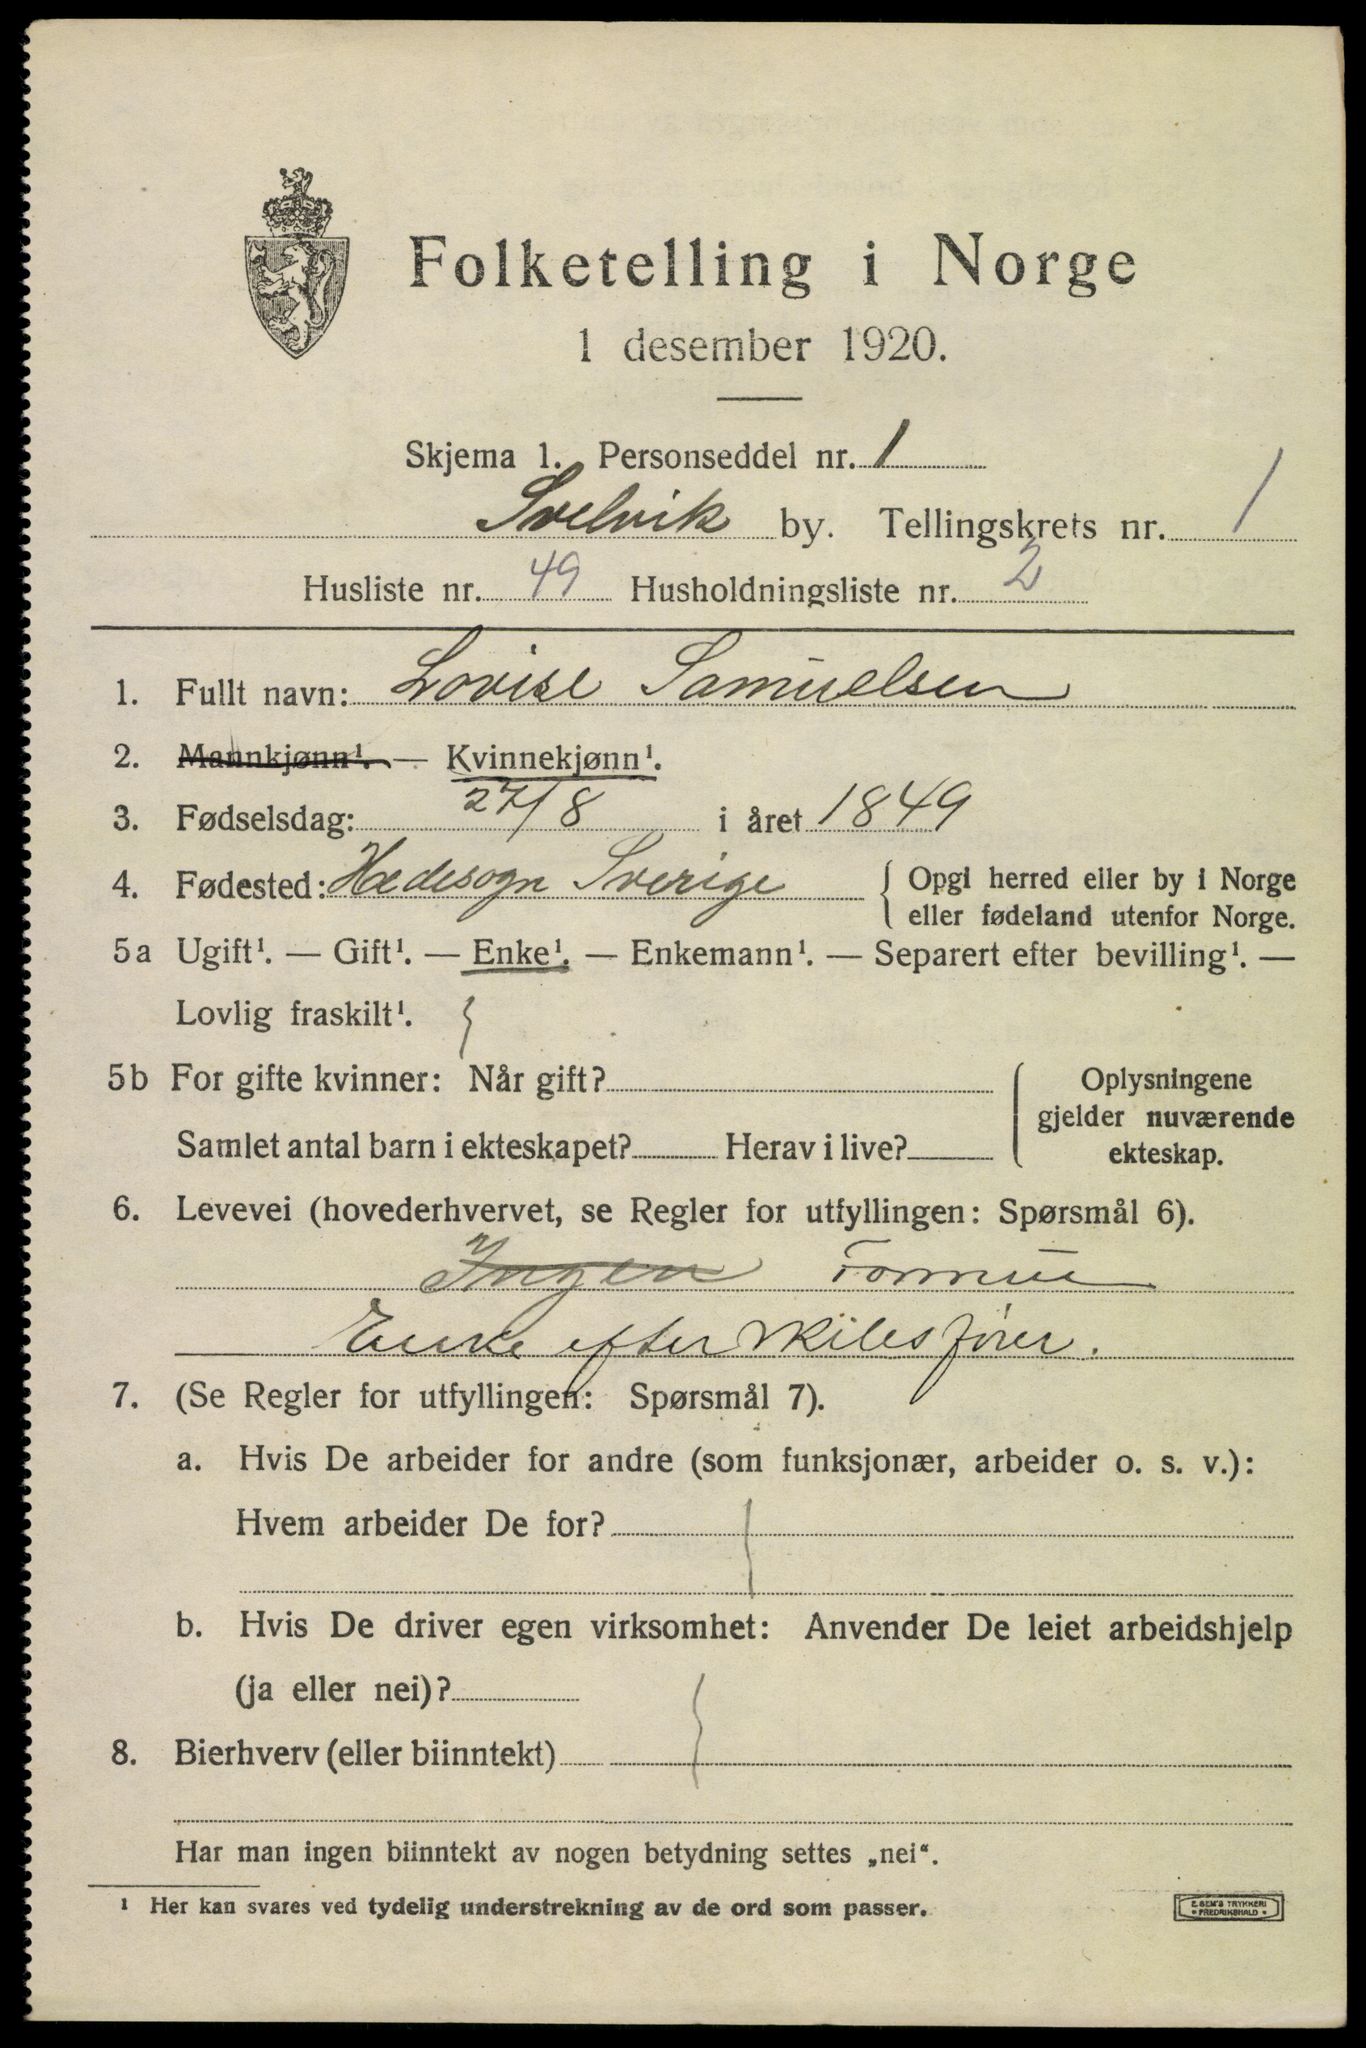 Folketelling i Norge
1 desember 1920.
Skjema 1. Personseddel nr. 1
Svelvik by. Tellingskrets nr. 1
Husliste nr. 49 Husholdningsliste nr. 2
1. Fullt navn: Lovise Samuelsen
2. Mannkjønn¹. — Kvinnekjønn¹.
3. Fødselsdag: 27/8 i året 1849
4. Fødested: Hedesogn Sverige { Opgi herred eller by i Norge
eller fødeland utenfor Norge.
5a Ugift¹. — Gift¹. — Enke¹. — Enkemann¹. — Separert efter bevilling¹. —
Lovlig fraskilt¹.
5b For gifte kvinner: Når gift? Oplysningene
gjelder nuværende
Samlet antal barn i ekteskapet? Herav i live? ekteskap.
6. Levevei (hovederhvervet, se Regler for utfyllingen: Spørsmål 6).
Ingen Formue
Enke efter Skibsfører.
7. (Se Regler for utfyllingen: Spørsmål 7).
a. Hvis De arbeider for andre (som funksjonær, arbeider o. s. v.):
Hvem arbeider De for?
b. Hvis De driver egen virksomhet: Anvender De leiet arbeidshjelp
(ja eller nei)?
8. Bierhverv (eller biinntekt)
Har man ingen biinntekt av nogen betydning settes „nei“.
¹ Her kan svares ved tydelig understrekning av de ord som passer.
E. SEM'S TRYKKERI
* FREDRIKSHALD *